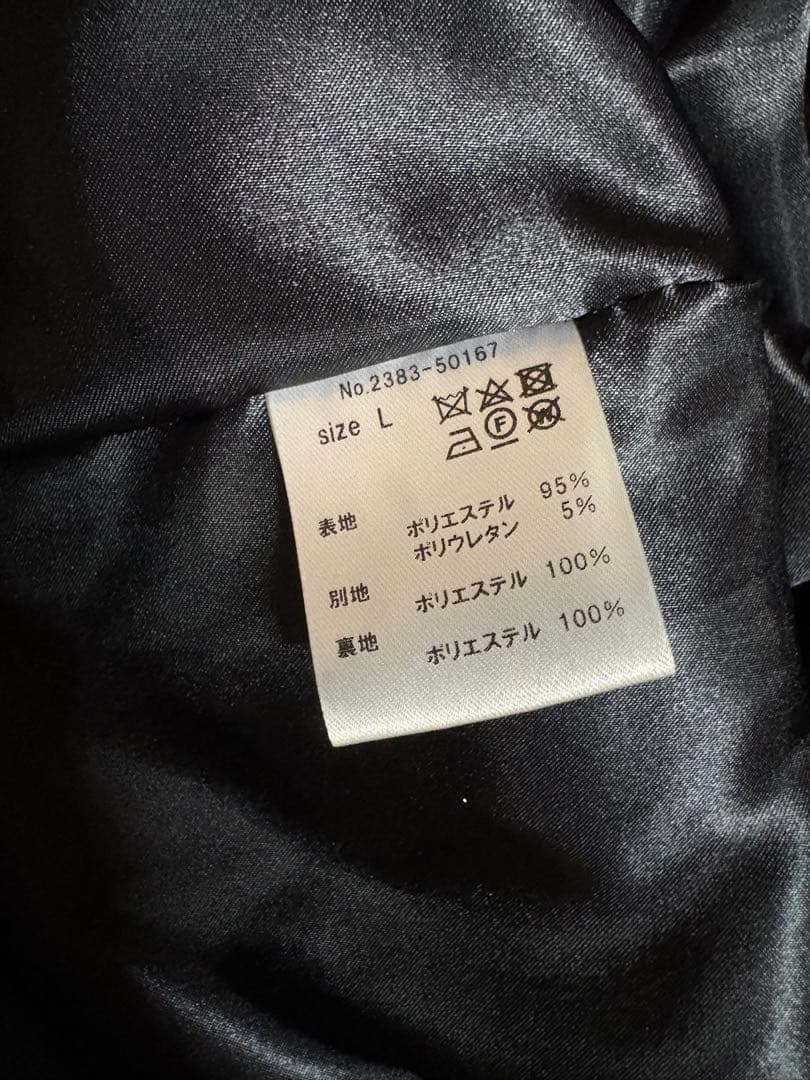 No.2383-50167
size L
F W
表地 ポリエステル 95%
ポリウレタン 5%
別地 ポリエステル 100%
裏地 ポリエステル 100%